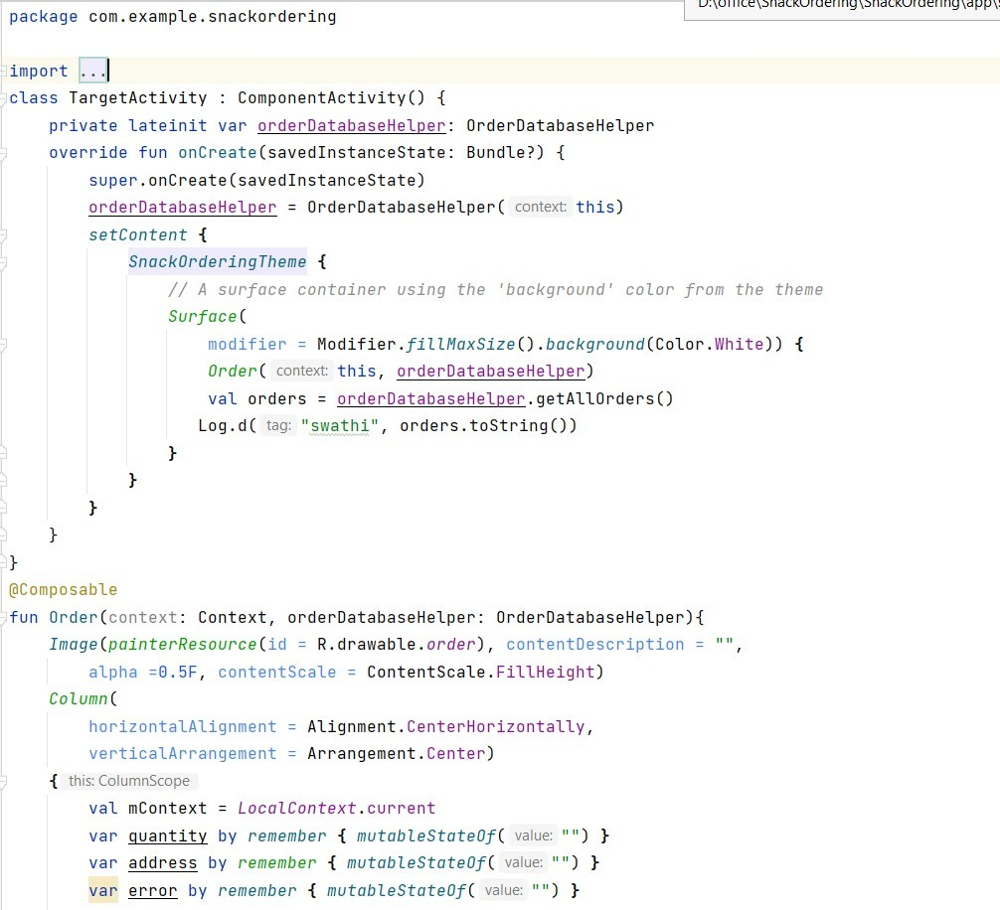 D:\office\SnackOrdering\SnackOrdering\app\s
package com.example.snackordering
import ...
class TargetActivity : ComponentActivity() {
    private lateinit var orderDatabaseHelper: OrderDatabaseHelper
    override fun onCreate(savedInstanceState: Bundle?) {
        super.onCreate(savedInstanceState)
        orderDatabaseHelper = OrderDatabaseHelper( context: this)
        setContent {
            SnackOrderingTheme {
                // A surface container using the 'background' color from the theme
                Surface(
                    modifier = Modifier.fillMaxSize().background(Color.White)) {
                    Order( context: this, orderDatabaseHelper)
                    val orders = orderDatabaseHelper.getAllOrders()
                   Log.d( tag: "swathi", orders.toString())
                }
            }
        }
    }
}
@Composable
fun Order(context: Context, orderDatabaseHelper: OrderDatabaseHelper){
    Image(painterResource(id = R.drawable.order), contentDescription = "",
        alpha =0.5F, contentScale = ContentScale.FillHeight)
    Column(
        horizontalAlignment = Alignment.CenterHorizontally,
        verticalArrangement = Arrangement.Center)
    { this: ColumnScope
        val mContext = LocalContext.current
        var quantity by remember { mutableStateOf( value: "") }
        var address by remember { mutableStateOf( value: "") }
        var error by remember { mutableStateOf( value: "") }